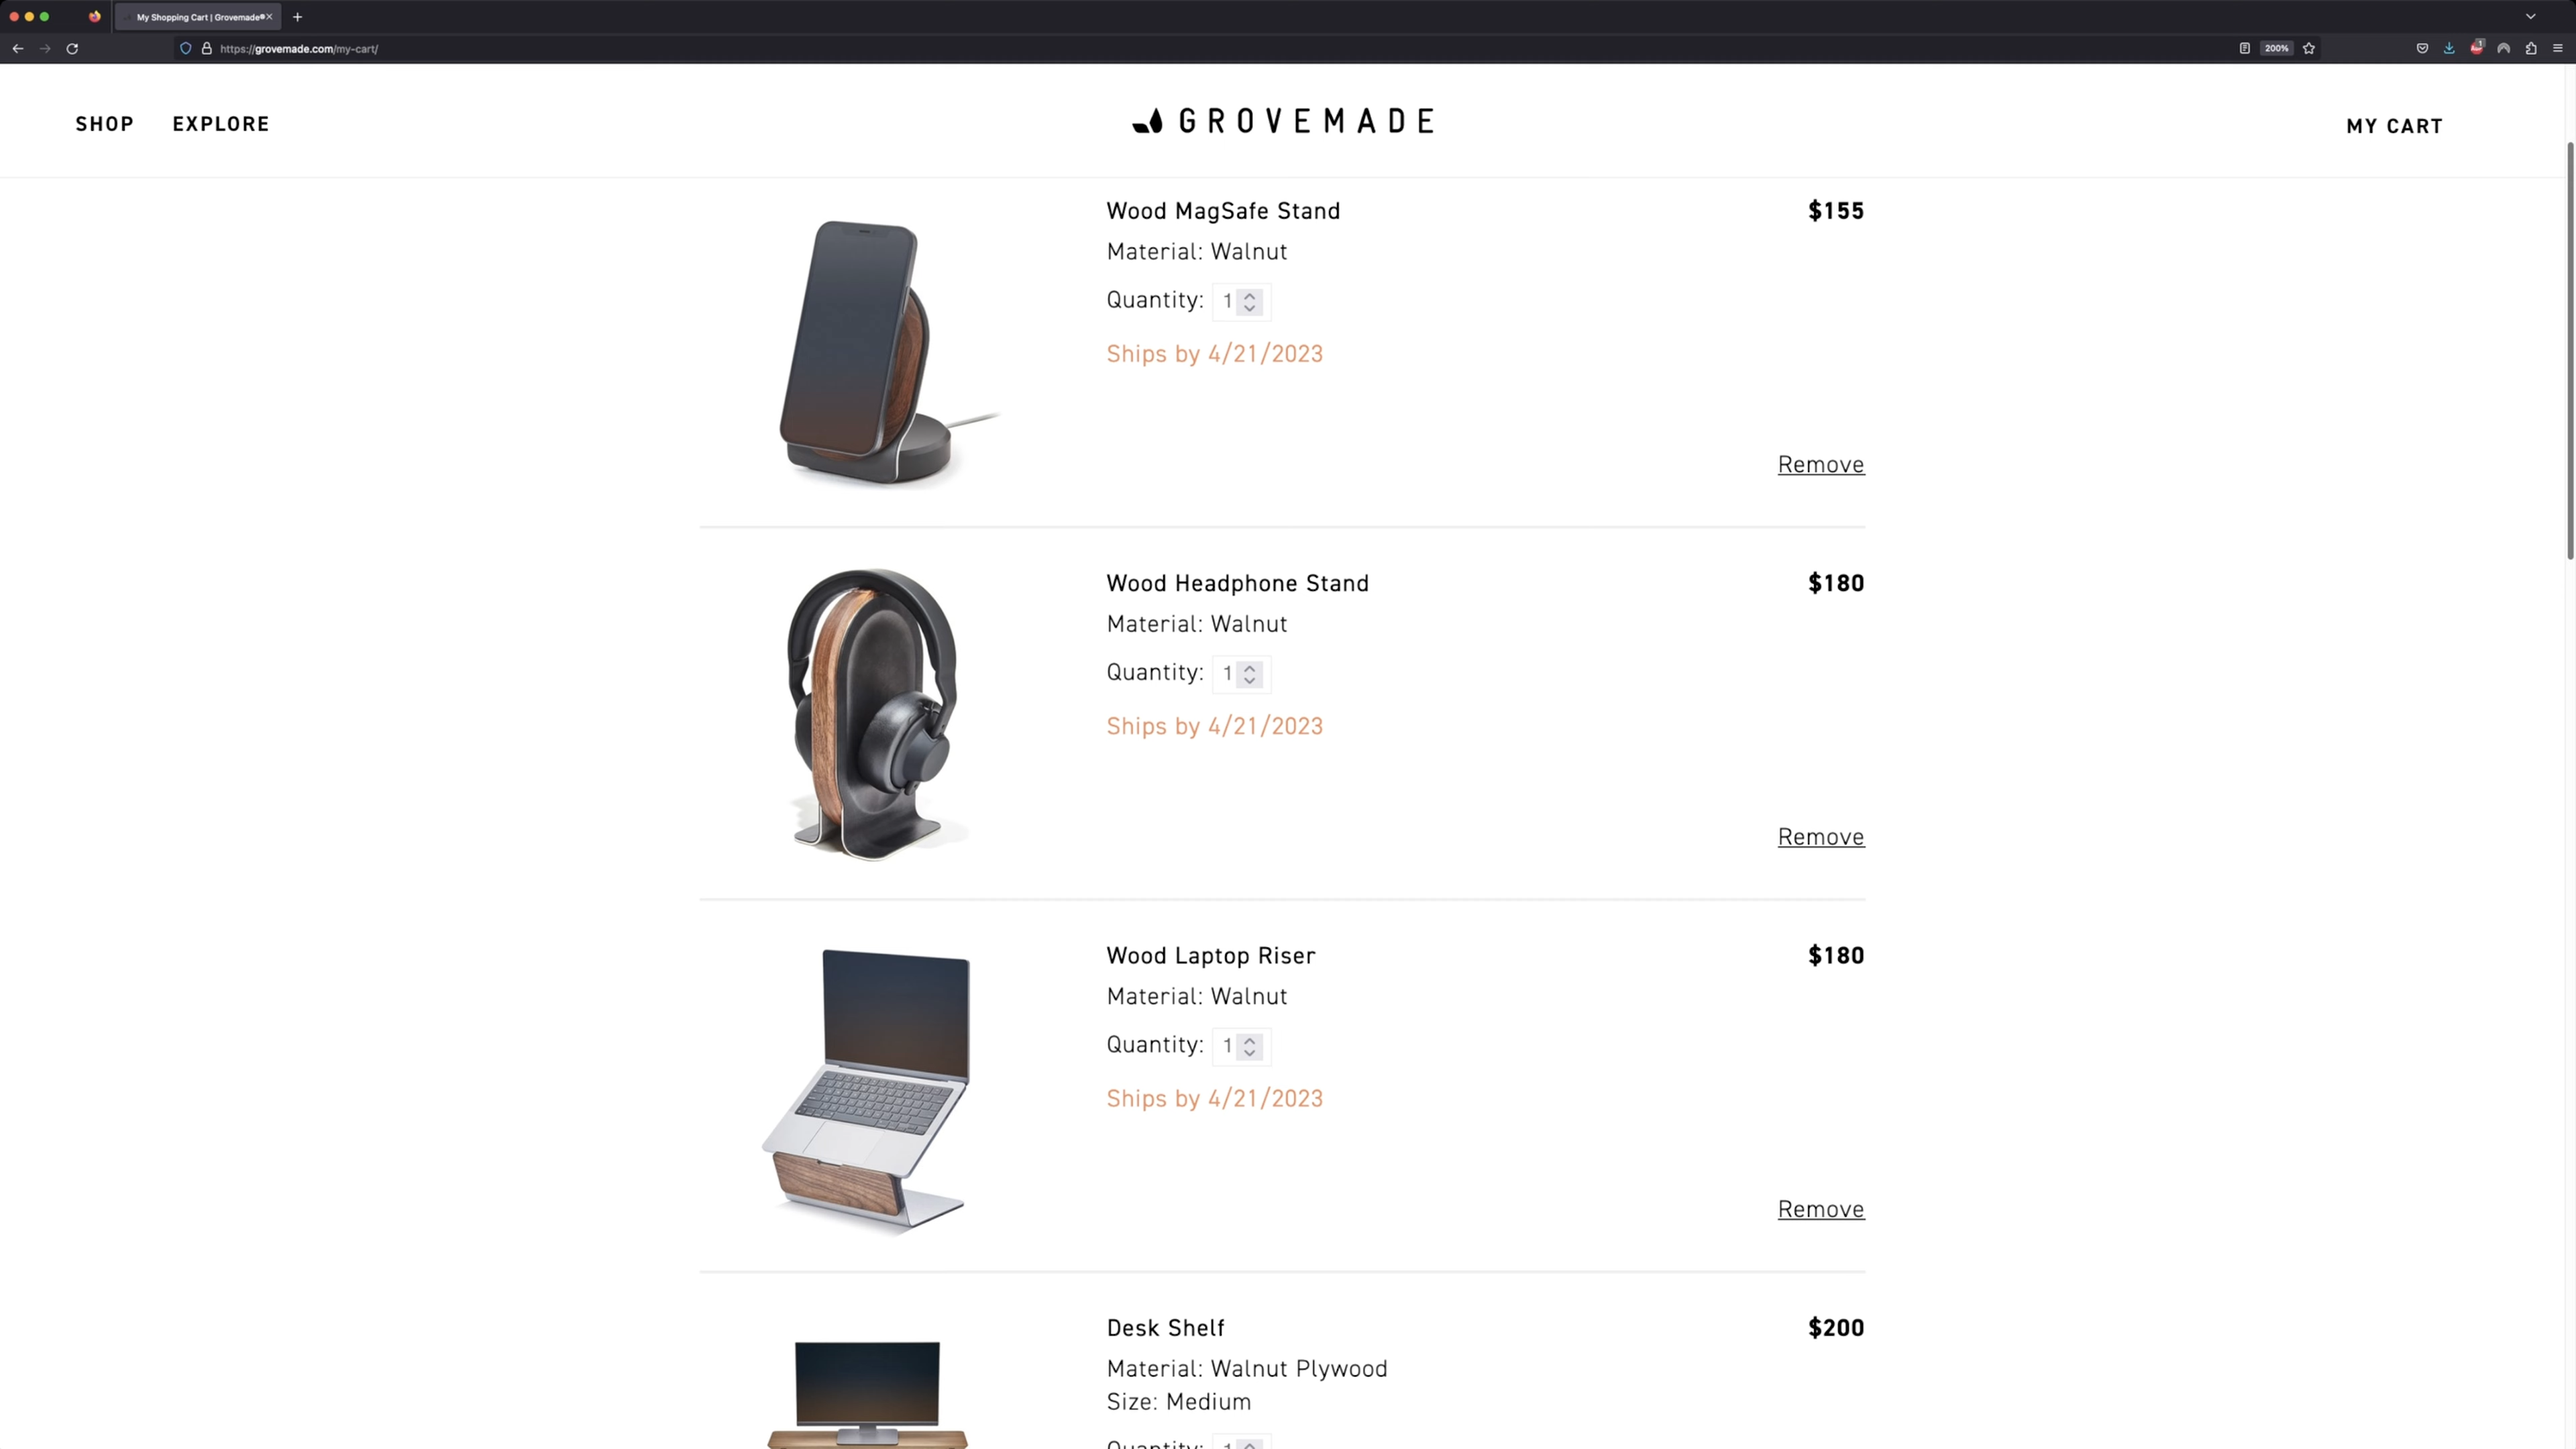 My Shopping Cart | Grovemade®
https://grovemade.com/my-cart/
200%
1
SHOP
EXPLORE
GROVEMADE
MY CART
Wood MagSafe Stand
$155
Material: Walnut
Quantity: 1
Ships by 4/21/2023
Remove
Wood Headphone Stand
$180
Material: Walnut
Quantity: 1
Ships by 4/21/2023
Remove
Wood Laptop Riser
$180
Material: Walnut
Quantity: 1
Ships by 4/21/2023
Remove
Desk Shelf
$200
Material: Walnut Plywood
Size: Medium
Quantity: 1